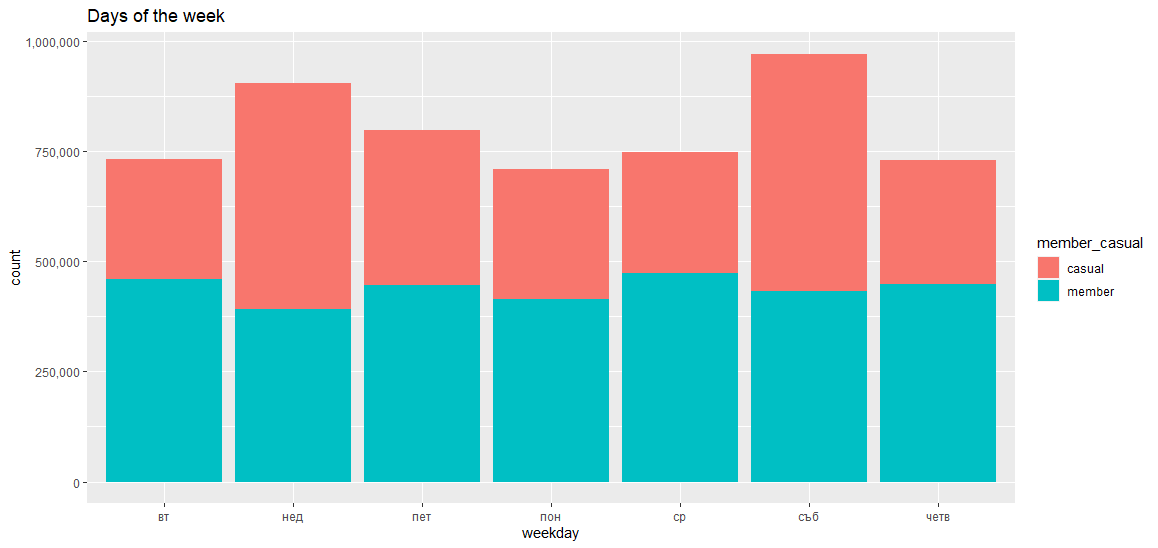 Days of the week
1,000,000
750,000
500,000
250,000
0
count
вт нед пет пон ср съб четв
weekday
member_casual
casual
member